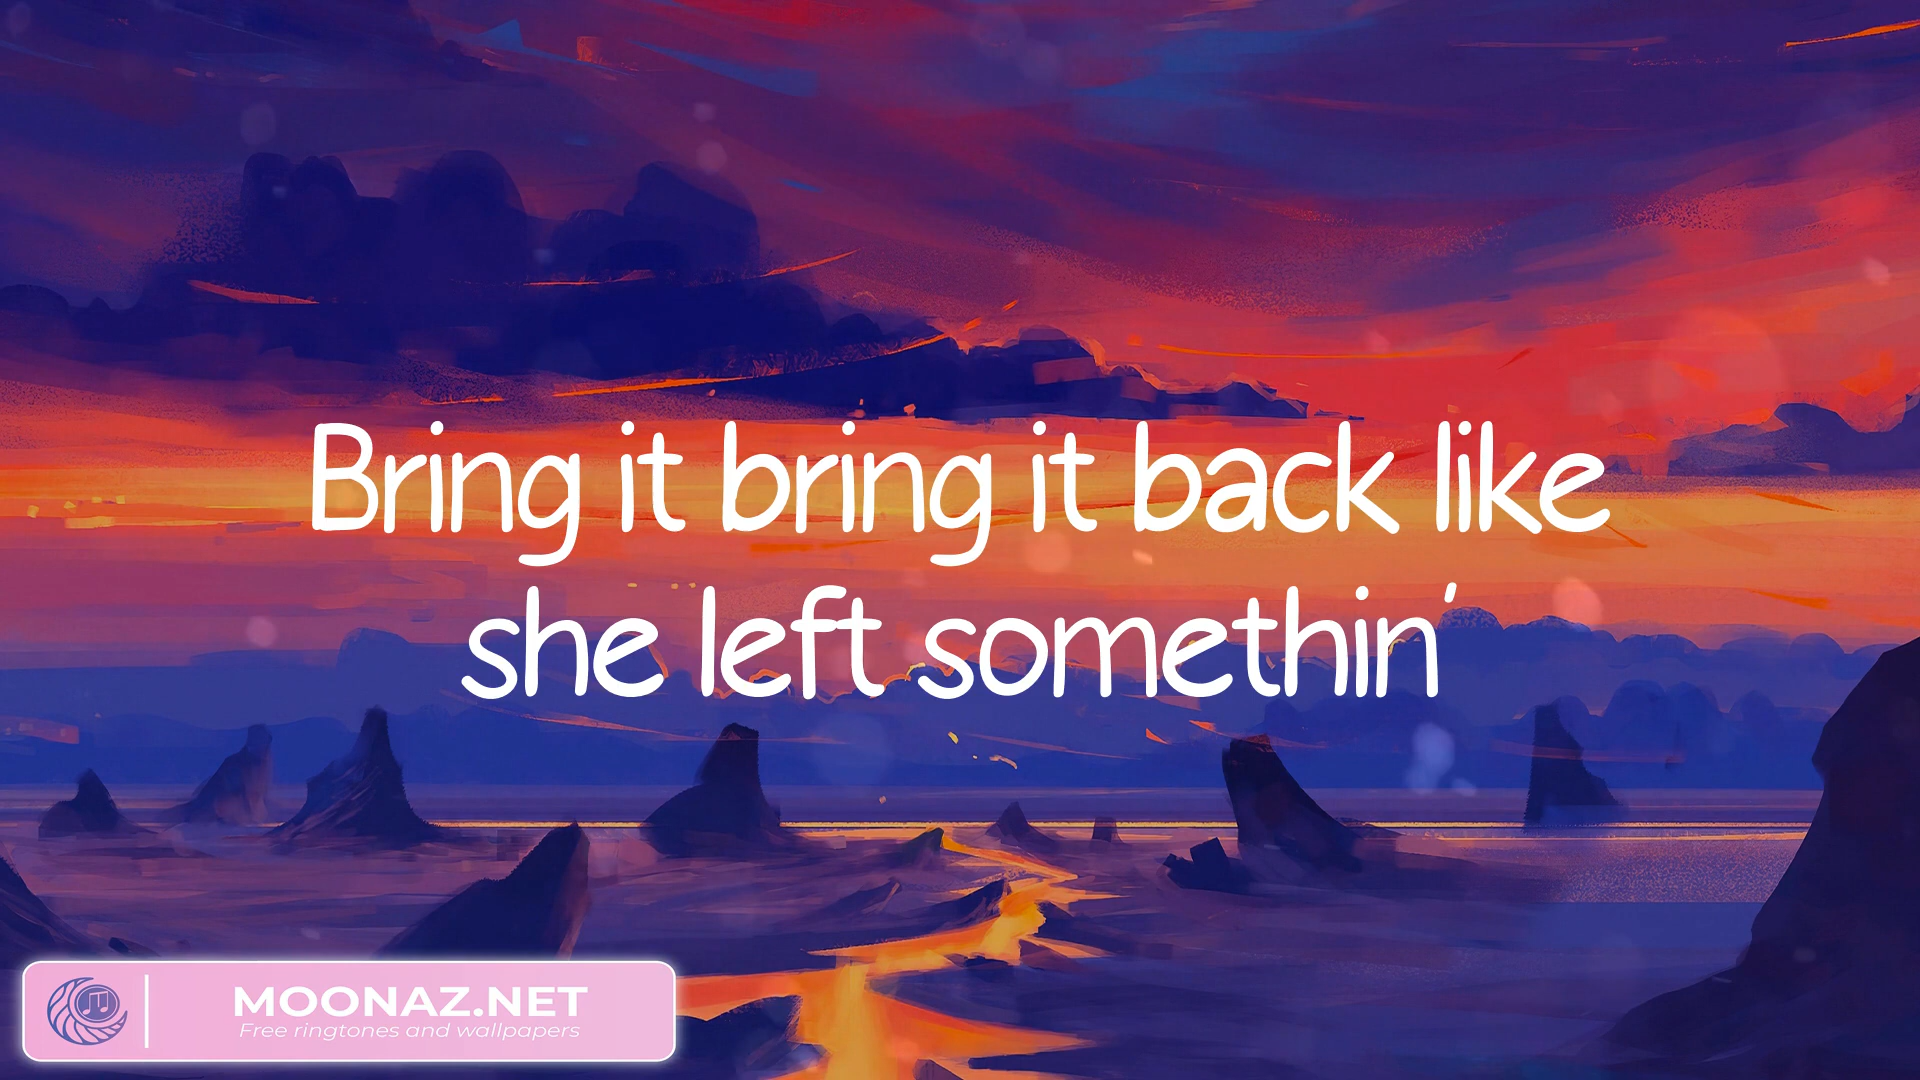 Bring it bring it back like
she left somethin'
MOONAZ.NET
Free ringtones and wallpapers